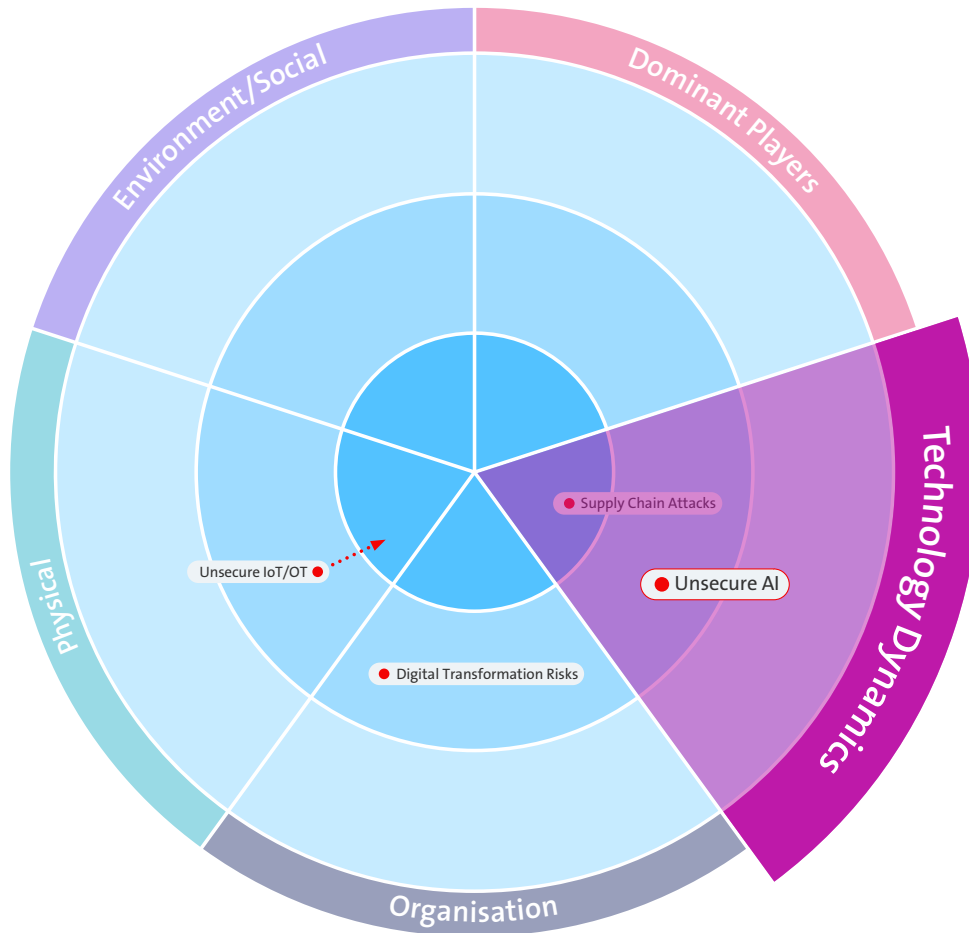 Environment/Social
Dominant Players
Technology Dynamics
Supply Chain Attacks
Unsecure IoT/OT
Unsecure AI
Physical
Digital Transformation Risks
Organisation